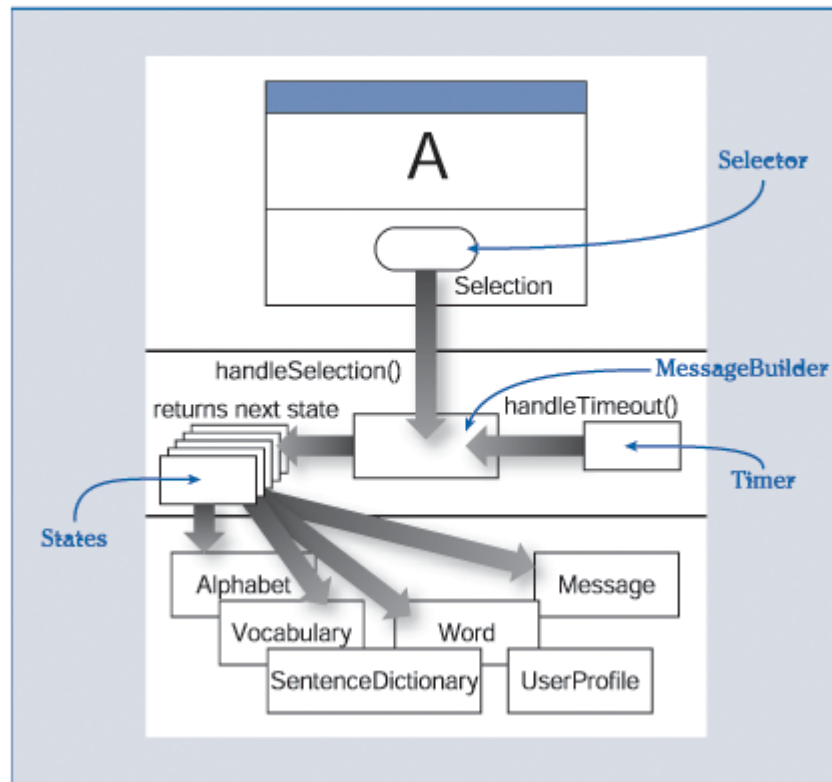 A
Selector
Selection
handleSelection()
MessageBuilder
returns next state
handleTimeout()
Timer
States
Alphabet
Message
Vocabulary
Word
SentenceDictionary
UserProfile